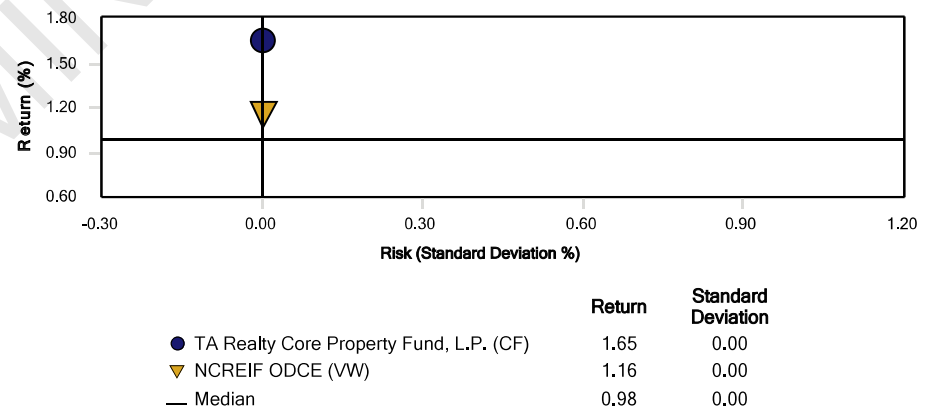 1.80
1.50
1.20
0.90
0.60
Return (%)
-0.30 0.00 0.30 0.60 0.90 1.20
Risk (Standard Deviation %)
Return Standard Deviation
TA Realty Core Property Fund, L.P. (CF) 1.65 0.00
NCREIF ODCE (VW) 1.16 0.00
Median 0.98 0.00